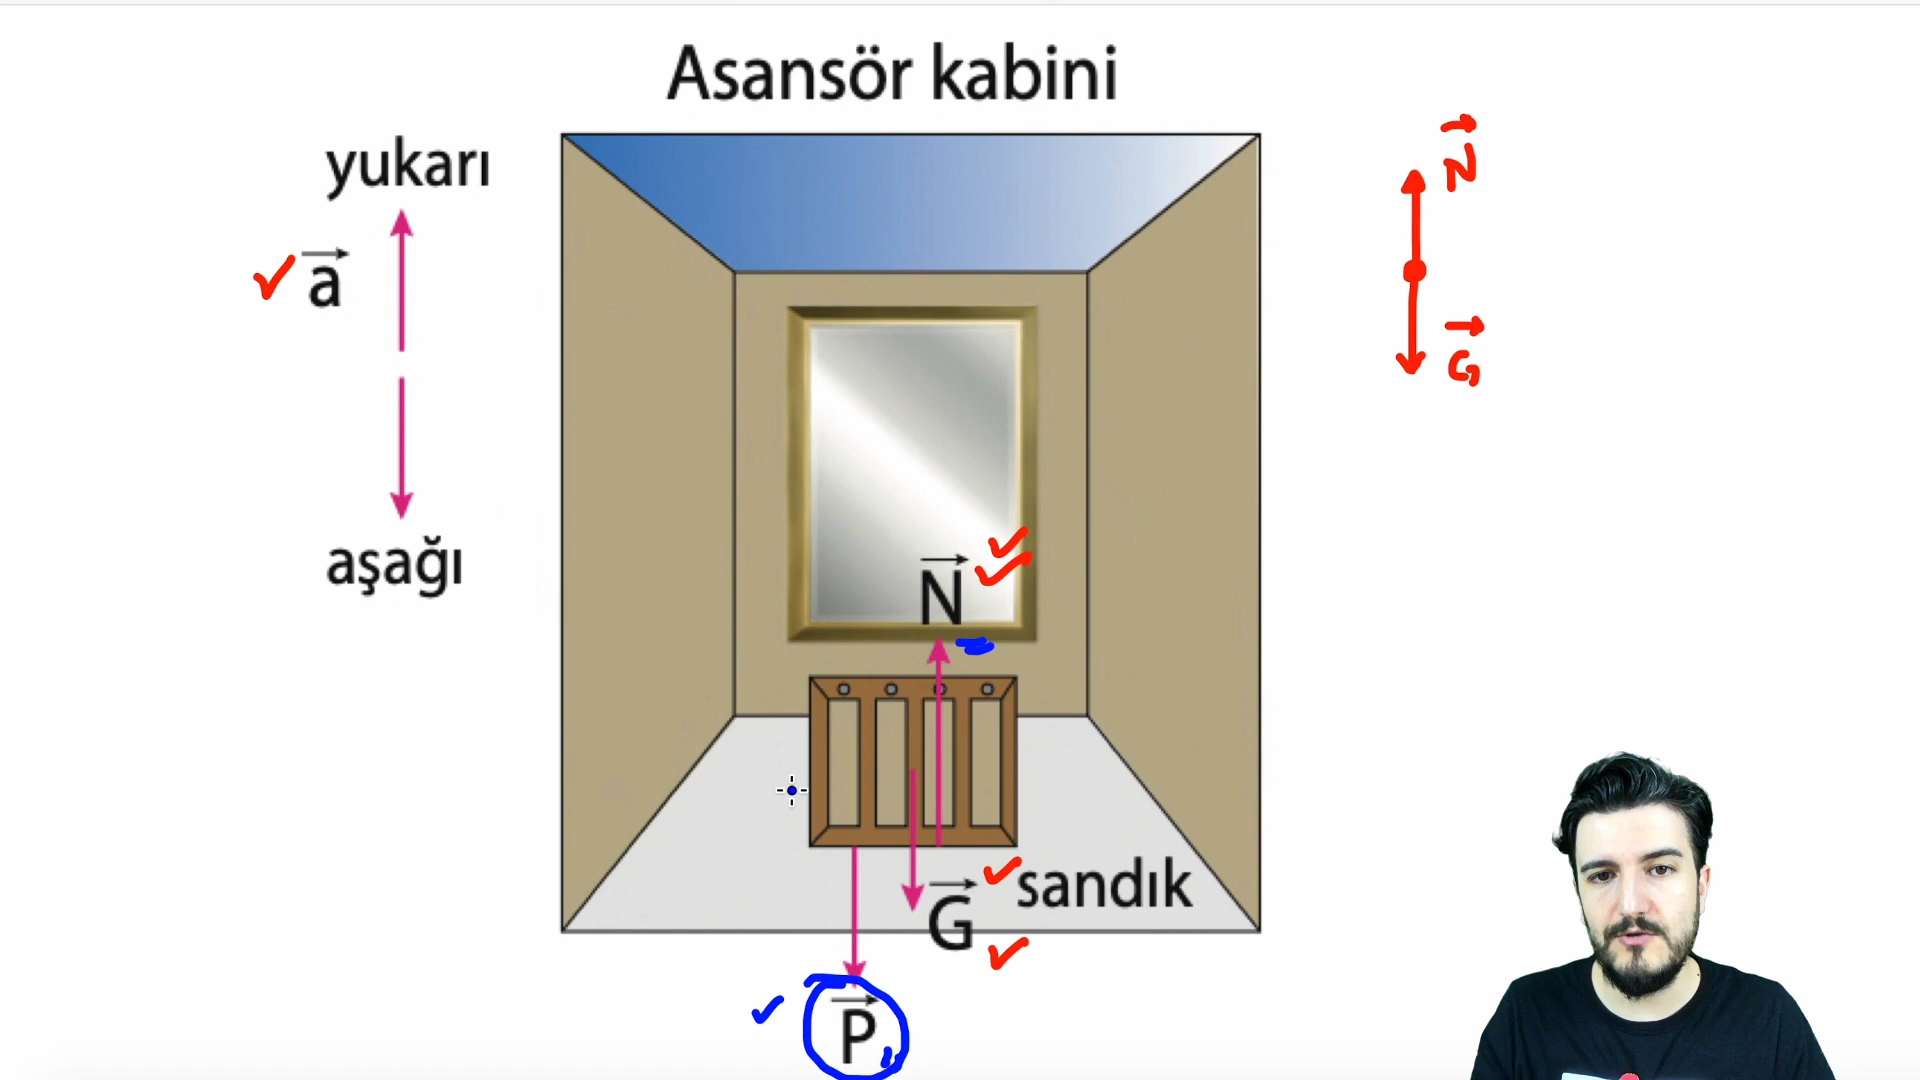 Asansör kabini
yukarı
a
aşağı
N
G
sandık
P
N
G